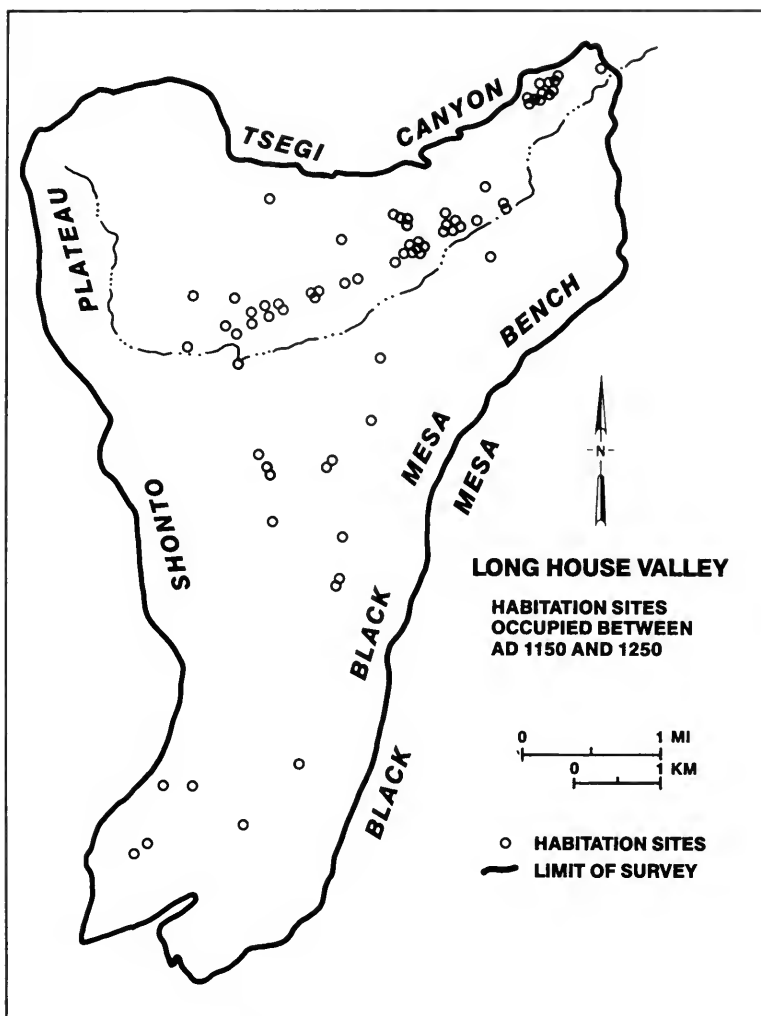 TSEGI CANYON
PLATEAU
BENCH
MESA
MESA
SHONTO
BLACK
BLACK
N
LONG HOUSE VALLEY
HABITATION SITES
OCCUPIED BETWEEN
AD 1150 AND 1250
0 1 MI
0 1 KM
HABITATION SITES
LIMIT OF SURVEY